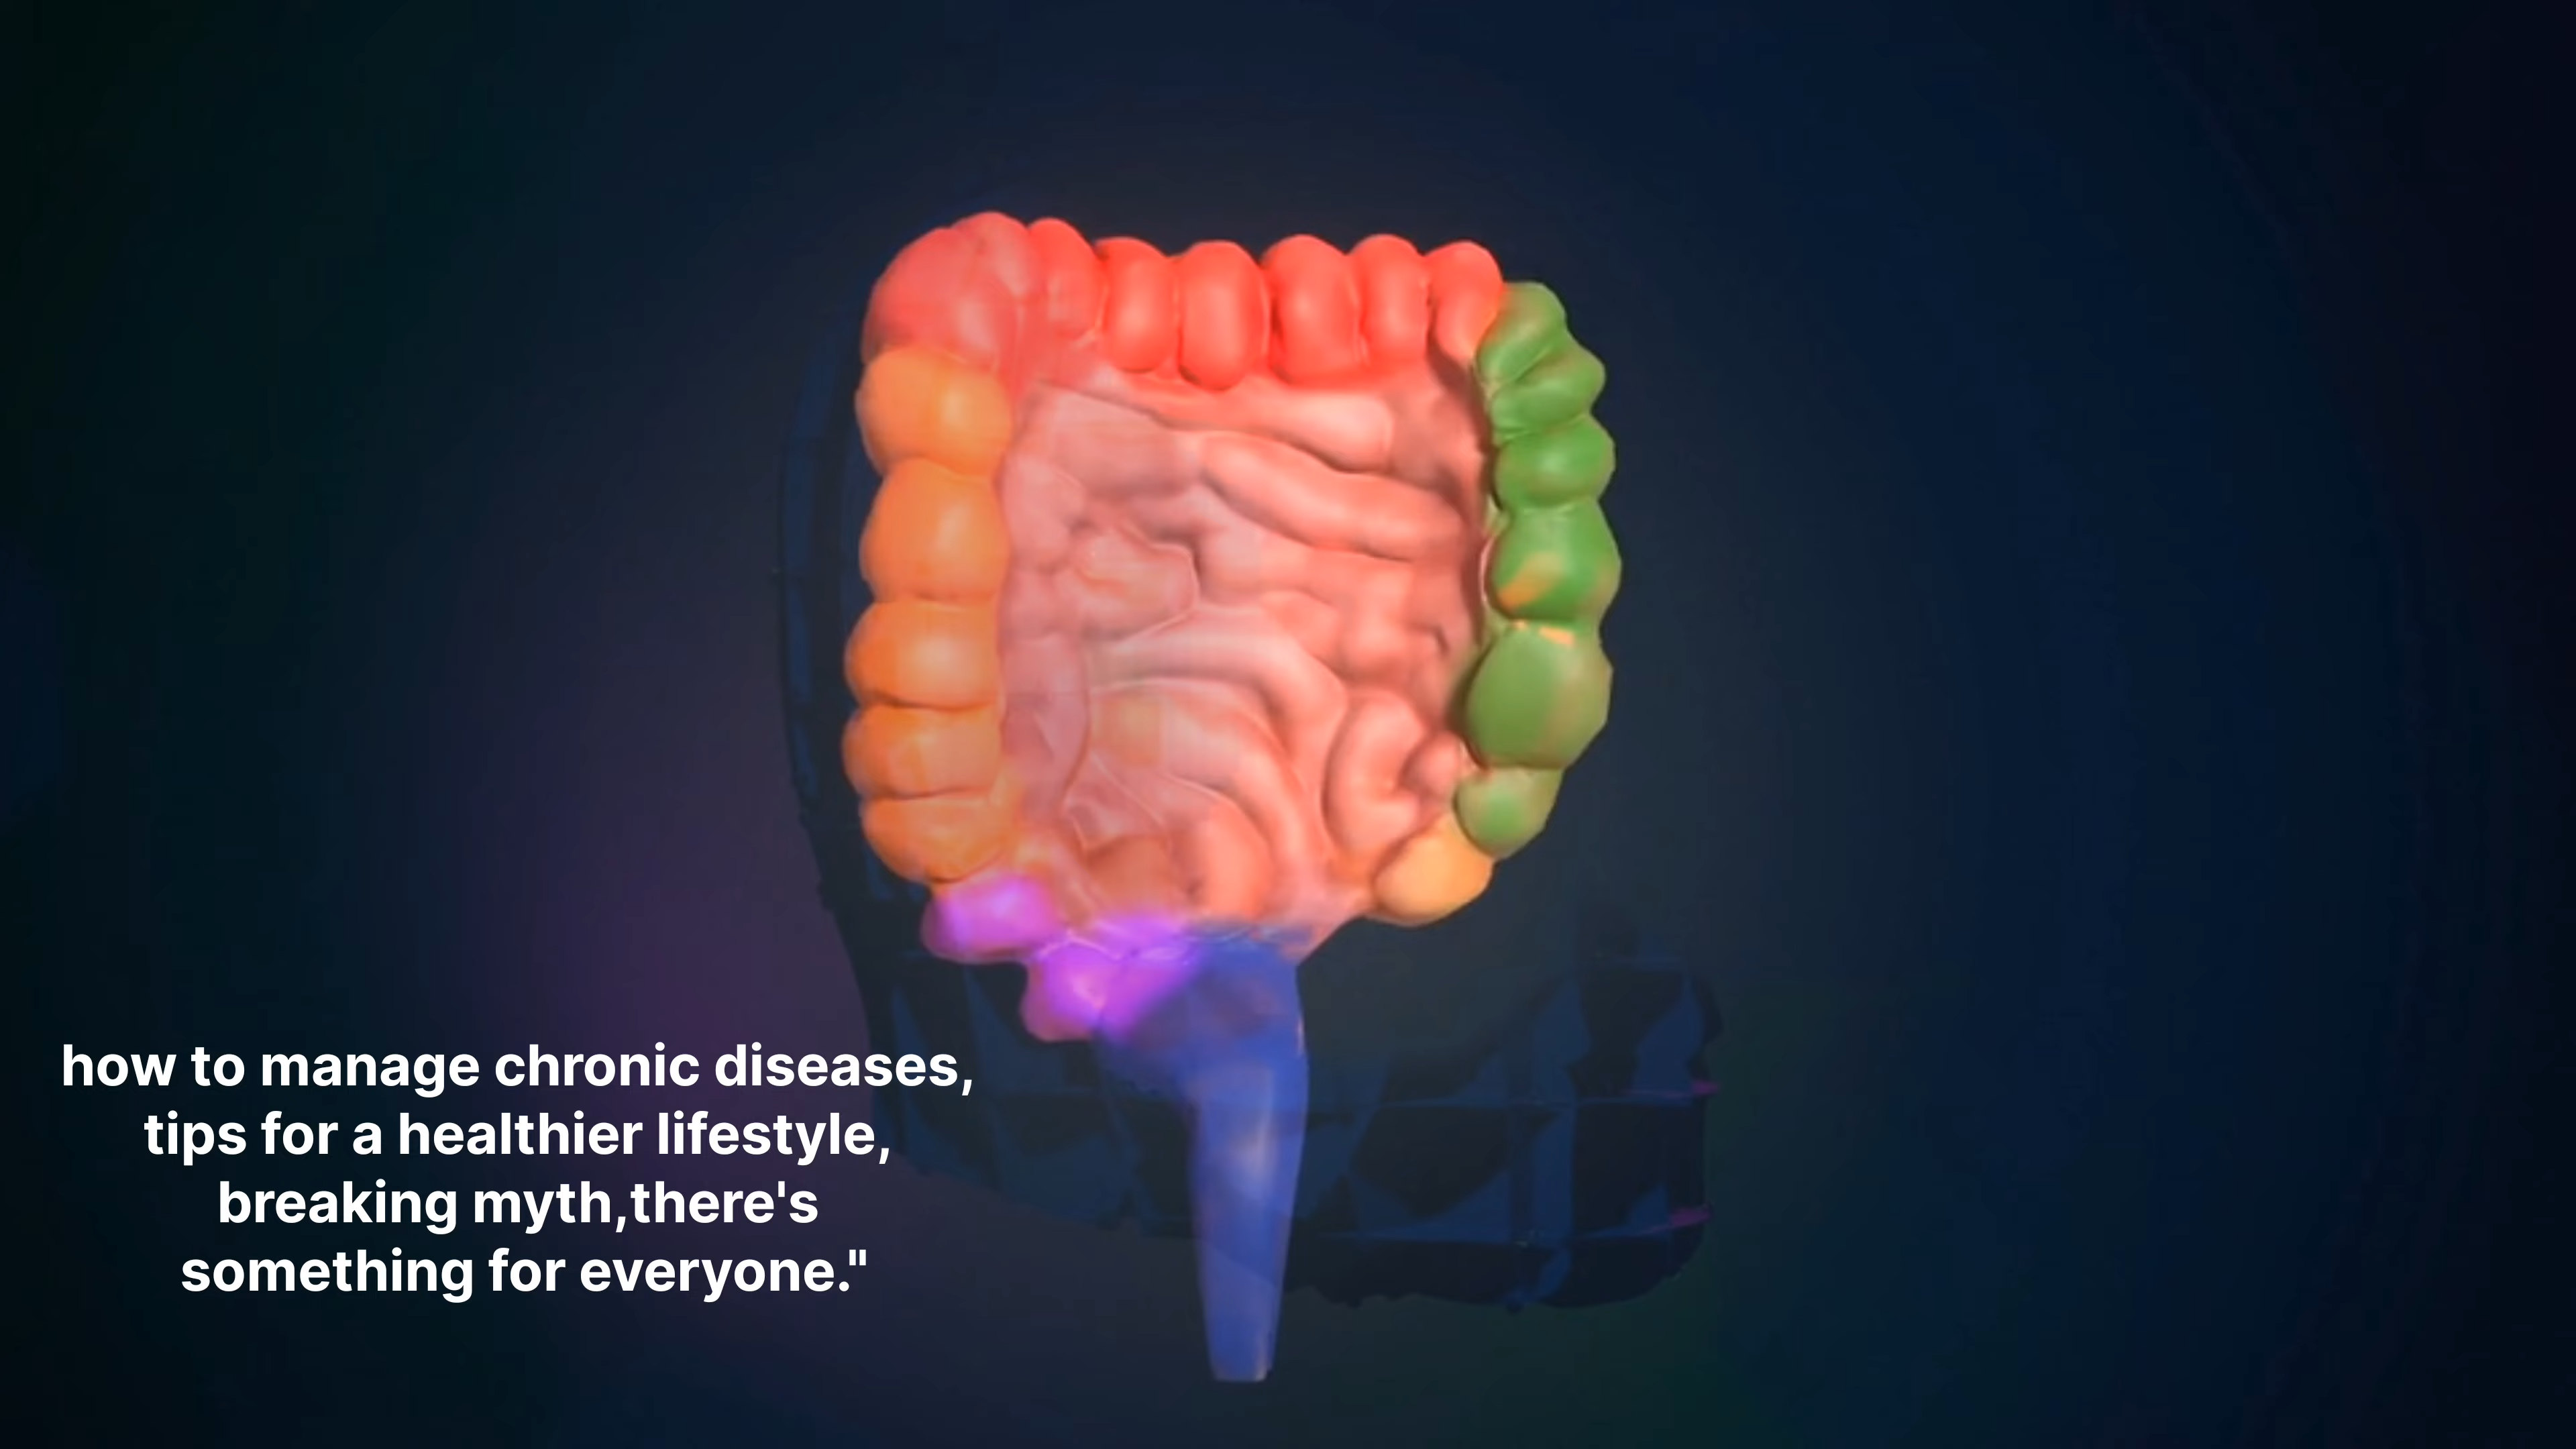 how to manage chronic diseases,
tips for a healthier lifestyle,
breaking myth,there's
something for everyone."